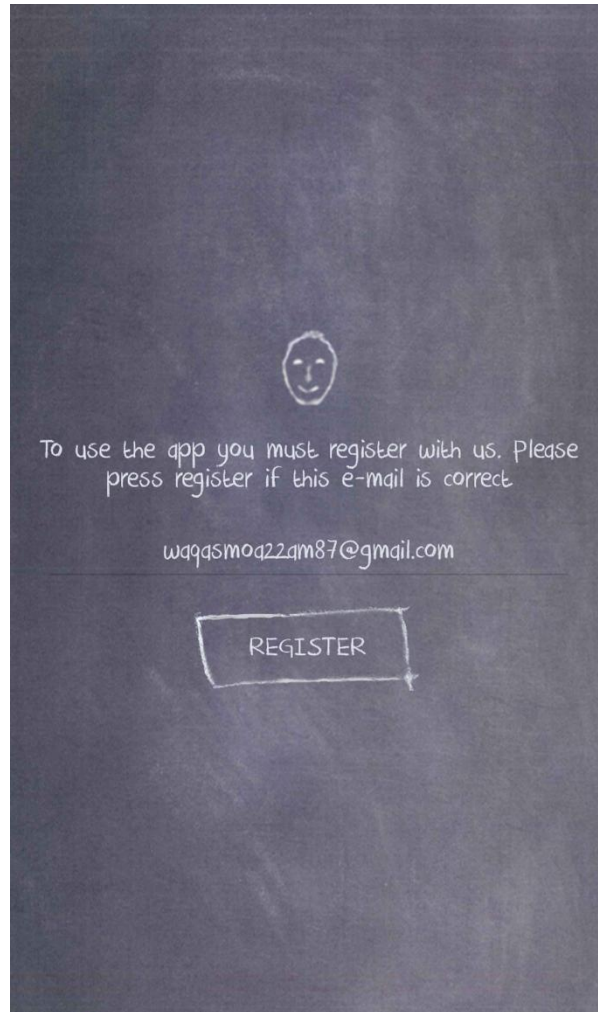 To use the app you must register with us. Please
press register if this e-mail is correct
waqasmoa22am87@gmail.com
REGISTER